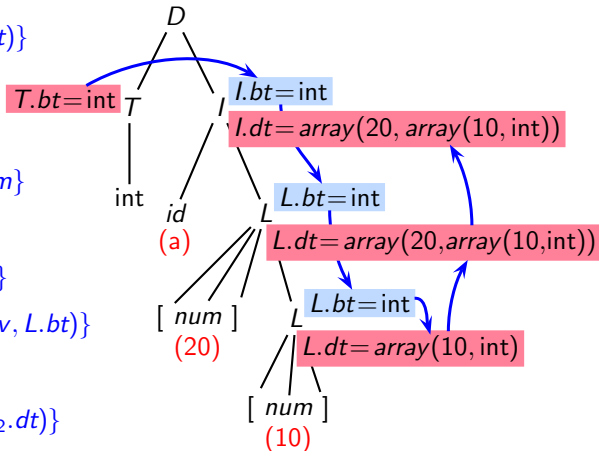 D
t)}
T.bt=int T I I.bt=int
I.dt=array(20, array(10, int))
m}
int id L L.bt=int
(a) L.dt=array(20,array(10,int))
}
[ num ] L L.bt=int
v, L.bt)}
(20) L.dt=array(10, int)
[ num ]
2.dt)}
(10)